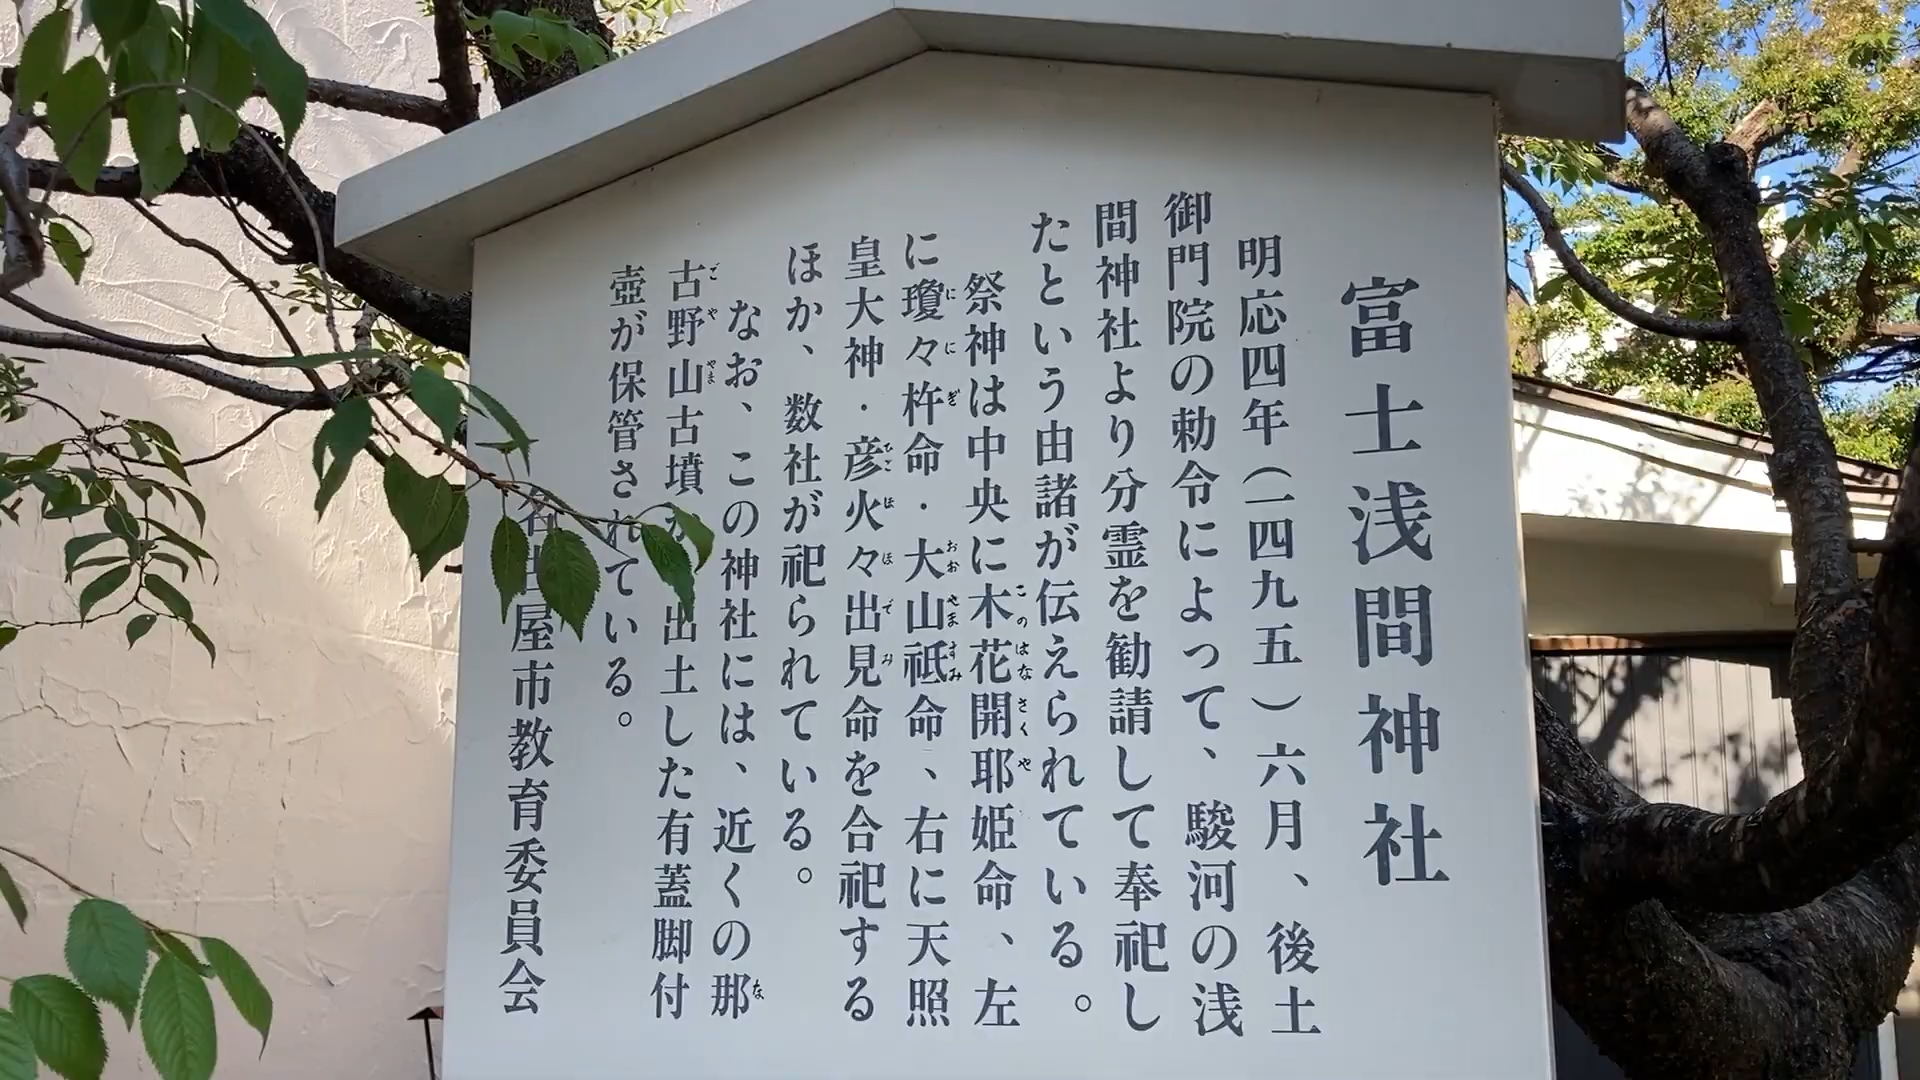 富士浅間神社
明応四年(一四九五)六月、後土
御門院の勅令によって、駿河の浅
間神社より分霊を勧請して奉祀し
たという由諸が伝えられている。
祭神は中央に木花開耶姫命、左
に瓊々杵命・大山祇命、右に天照
皇大神・彦火々出見命を合祀する
ほか、数社が祀られている。
なお、この神社には、近くの那
古野山古墳から出土した有蓋脚付
壺が保管されている。
名古屋市教育委員会